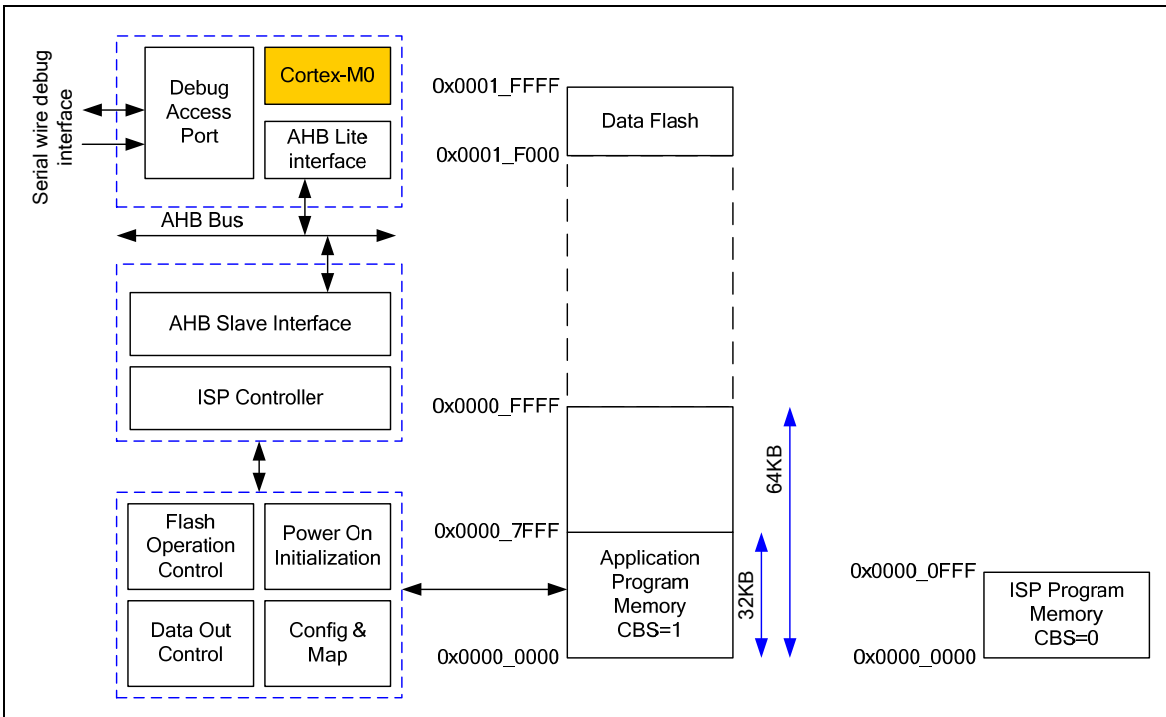 Serial wire debug
interface
Debug
Access
Port
Cortex-M0
AHB Lite
interface
AHB Bus
AHB Slave Interface
ISP Controller
Flash
Operation
Control
Power On
Initialization
Data Out
Control
Config &
Map
0x0001_FFFF
Data Flash
0x0001_F000
0x0000_FFFF
64KB
0x0000_7FFF
Application
Program
Memory
CBS=1
32KB
0x0000_0000
0x0000_0FFF
ISP Program
Memory
CBS=0
0x0000_0000